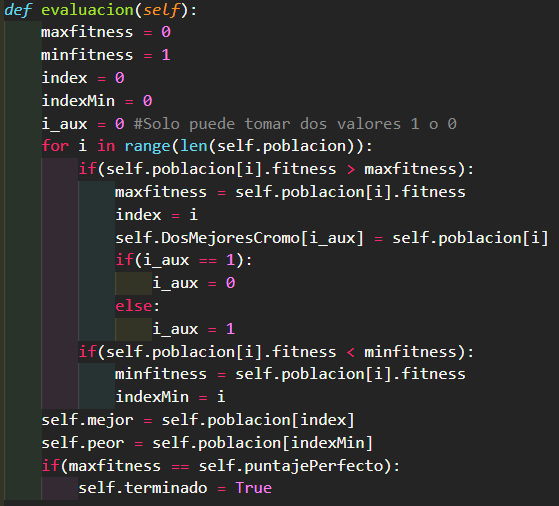 def evaluacion(self):
    maxfitness = 0
    minfitness = 1
    index = 0
    indexMin = 0
    i_aux = 0 #Solo puede tomar dos valores 1 o 0
    for i in range(len(self.poblacion)):
        if(self.poblacion[i].fitness > maxfitness):
            maxfitness = self.poblacion[i].fitness
            index = i
            self.DosMejoresCromo[i_aux] = self.poblacion[i]
            if(i_aux == 1):
                i_aux = 0
            else:
                i_aux = 1
        if(self.poblacion[i].fitness < minfitness):
            minfitness = self.poblacion[i].fitness
            indexMin = i
    self.mejor = self.poblacion[index]
    self.peor = self.poblacion[indexMin]
    if(maxfitness == self.puntajePerfecto):
        self.terminado = True